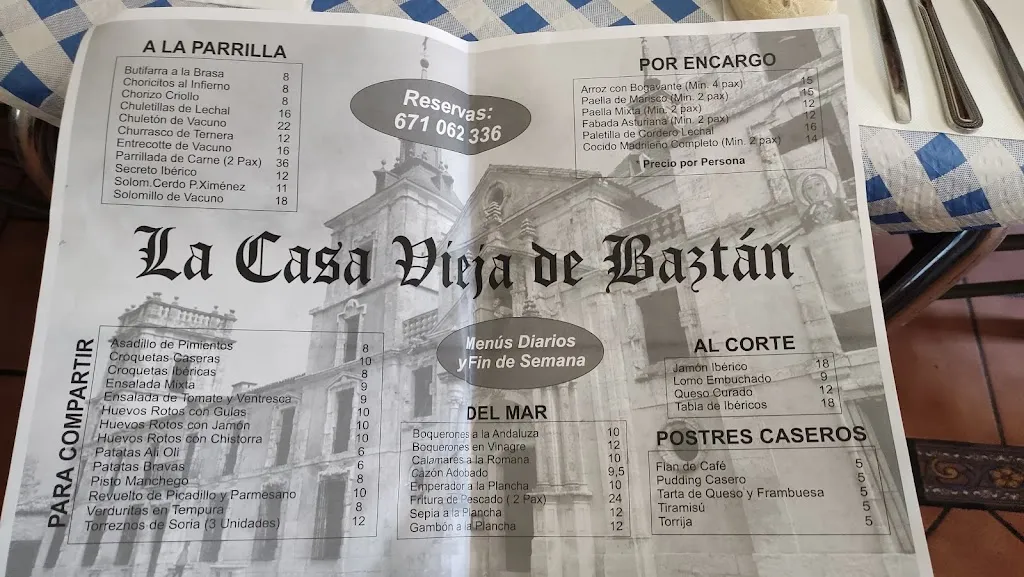 A LA PARRILLA
Butifarra a la Brasa 8
Choricitos al Infierno 8
Chorizo Criollo 8
Chuletillas de Lechal 16
Chuletón de Vacuno 22
Churrasco de Ternera 12
Entrecotte de Vacuno 16
Parrillada de Carne (2 Pax) 36
Secreto Ibérico 12
Solom.Cerdo P.Ximénez 11
Solomillo de Vacuno 18
Reservas:
671 062 336
POR ENCARGO
Arroz con Bogavante (Min. 4 pax) 15
Paella de Marisco (Min. 2 pax) 15
Paella Mixta (Min. 2 pax) 12
Fabada Asturiana (Min. 2 pax) 12
Paletilla de Cordero Lechal 16
Cocido Madrileño Completo (Min. 2 pax) 14
Precio por Persona
La Casa Vieja de Baztán
PARA COMPARTIR
Asadillo de Pimientos 8
Croquetas Caseras 10
Croquetas Ibéricas 8
Ensalada Mixta 9
Ensalada de Tomate y Ventresca 9
Huevos Rotos con Gulas 10
Huevos Rotos con Jamón 10
Huevos Rotos con Chistorra 10
Patatas Ali Oli 6
Patatas Bravas 6
Pisto Manchego 8
Revuelto de Picadillo y Parmesano 10
Verduritas en Tempura 8
Torreznos de Soria (3 Unidades) 12
Menús Diarios
y Fin de Semana
DEL MAR
Boquerones a la Andaluza 10
Boquerones en Vinagre 12
Calamares a la Romana 10
Cazón Adobado 9,5
Emperador a la Plancha 10
Fritura de Pescado ( 2 Pax) 24
Sepia a la Plancha 12
Gambón a la Plancha 12
AL CORTE
Jamón Ibérico 18
Lomo Embuchado 9
Queso Curado 12
Tabla de Ibéricos 18
POSTRES CASEROS
Flan de Café 5
Pudding Casero 5
Tarta de Queso y Frambuesa 5
Tiramisú 5
Torrija 5